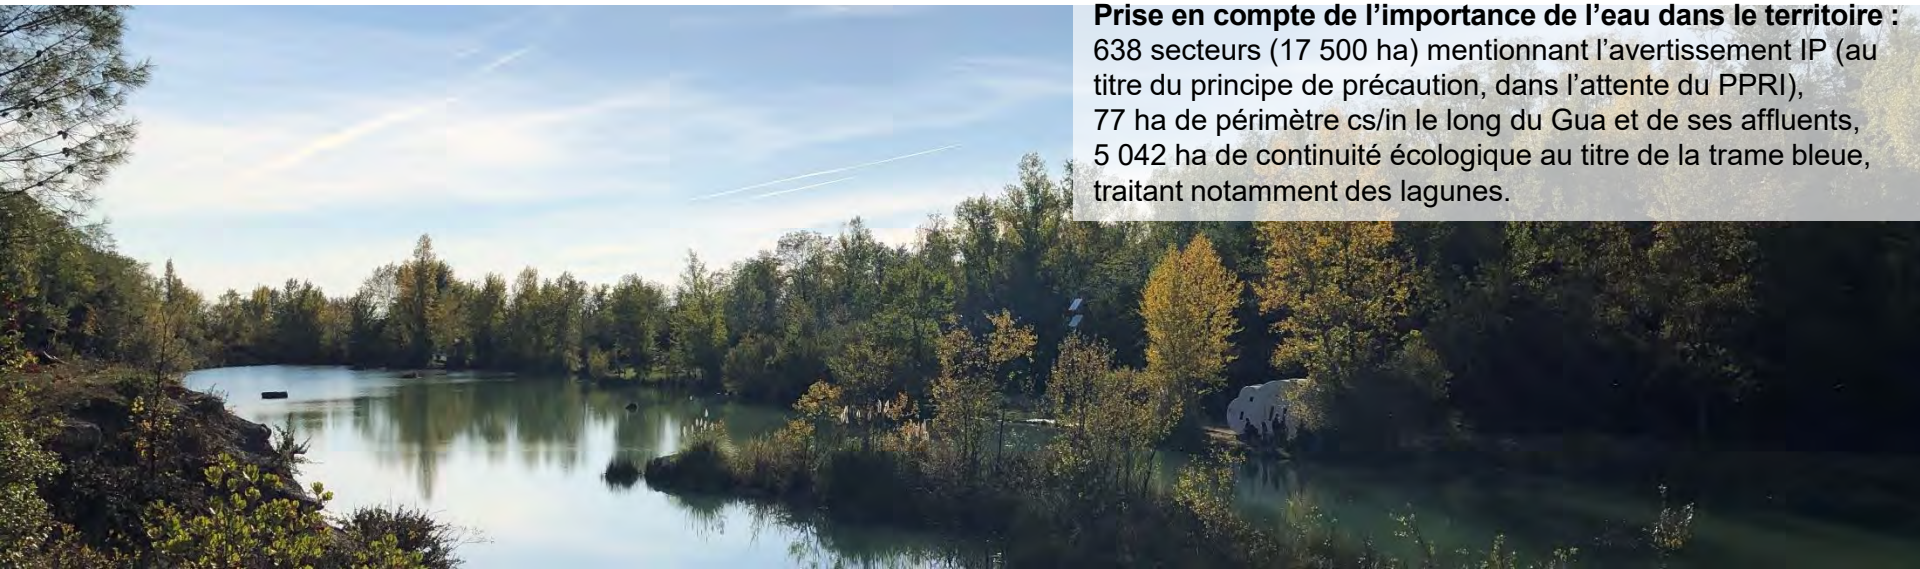 Prise en compte de l’importance de l’eau dans le territoire :
638 secteurs (17 500 ha) mentionnant l’avertissement IP (au
titre du principe de précaution, dans l’attente du PPRI),
77 ha de périmètre cs/in le long du Gua et de ses affluents,
5 042 ha de continuité écologique au titre de la trame bleue,
traitant notamment des lagunes.